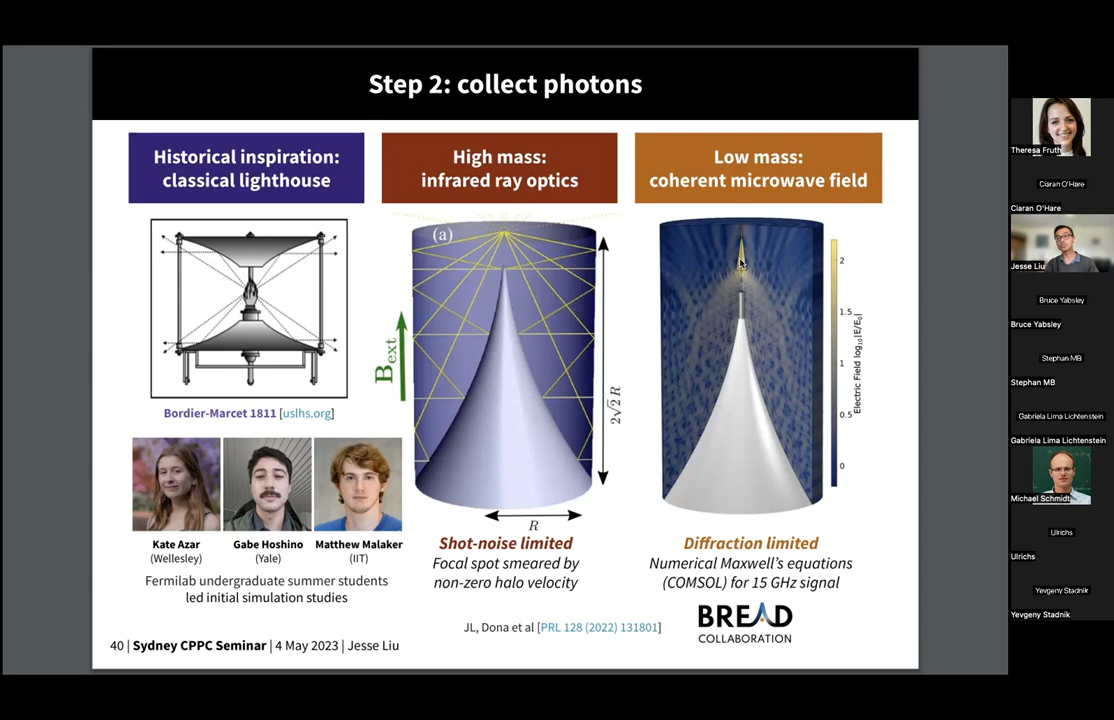 Step 2: collect photons
Historical inspiration:
classical lighthouse
High mass:
infrared ray optics
Low mass:
coherent microwave field
(a)
B_ext
2√2 R
R
2
1.5
1
0.5
0
Electric Field log₁₀|E/E₀|
Bordier-Marcet 1811 [uslhs.org]
Kate Azar
(Wellesley)
Gabe Hoshino
(Yale)
Matthew Malaker
(IIT)
Fermilab undergraduate summer students
led initial simulation studies
Shot-noise limited
Focal spot smeared by
non-zero halo velocity
Diffraction limited
Numerical Maxwell's equations
(COMSOL) for 15 GHz signal
JL, Dona et al [PRL 128 (2022) 131801]
BREAD
COLLABORATION
40 | Sydney CPPC Seminar | 4 May 2023 | Jesse Liu
Theresa Fruth
Ciaran O'Hare
Ciaran O'Hare
Jesse Liu
Bruce Yabsley
Bruce Yabsley
Stephan MB
Stephan MB
Gabriela Lima Lichtenstein
Gabriela Lima Lichtenstein
Michael Schmidt
Ulrichs
Ulrichs
Yevgeny Stadnik
Yevgeny Stadnik